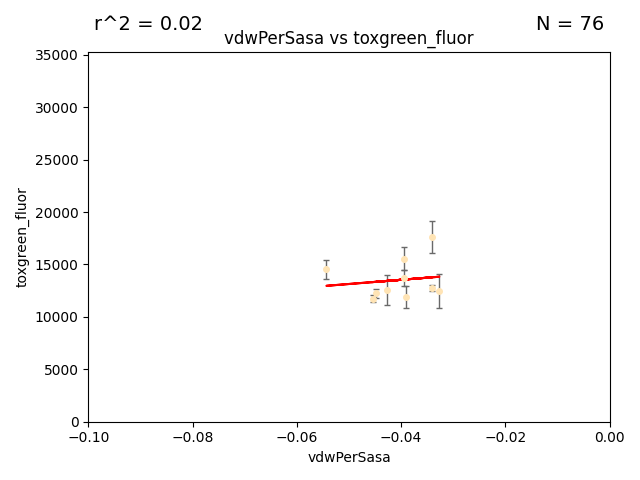 r^2 = 0.02
N = 76
vdwPerSasa vs toxgreen_fluor
35000
30000
25000
20000
15000
10000
5000
0
toxgreen_fluor
−0.10
−0.08
−0.06
−0.04
−0.02
0.00
vdwPerSasa